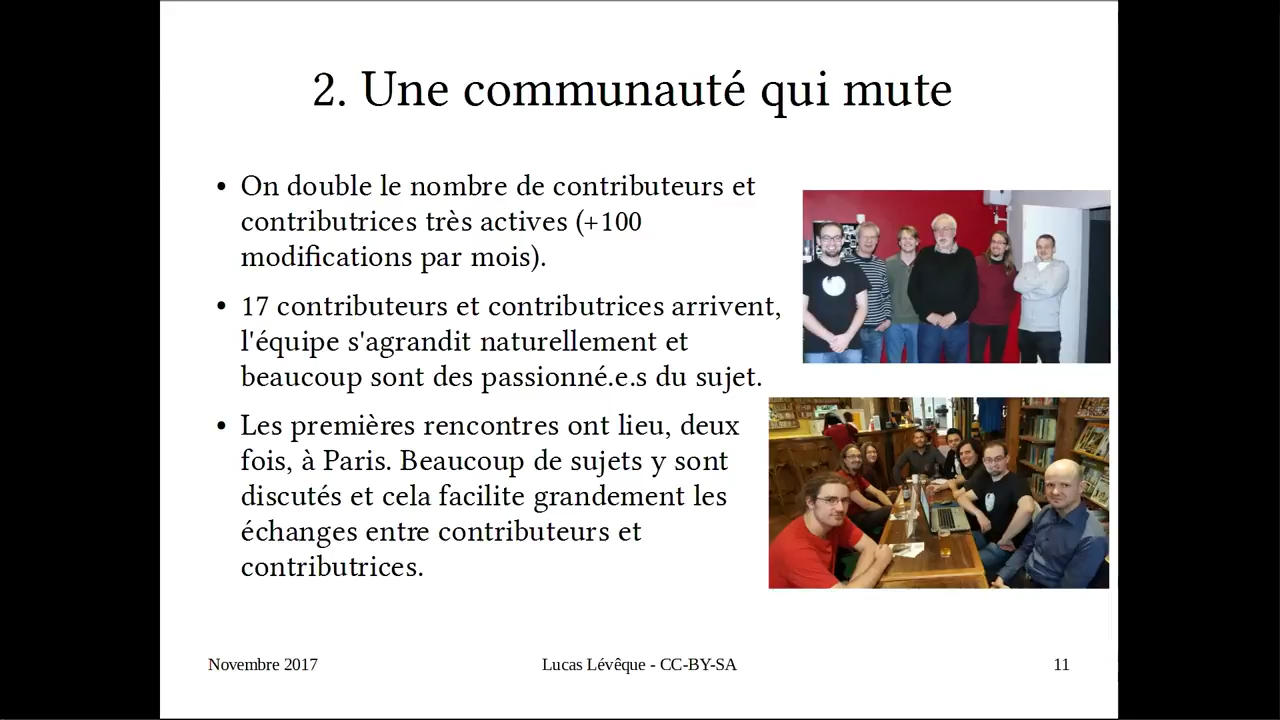 2. Une communauté qui mute
• On double le nombre de contributeurs et
contributrices très actives (+100
modifications par mois).
• 17 contributeurs et contributrices arrivent,
l'équipe s'agrandit naturellement et
beaucoup sont des passionné.e.s du sujet.
• Les premières rencontres ont lieu, deux
fois, à Paris. Beaucoup de sujets y sont
discutés et cela facilite grandement les
échanges entre contributeurs et
contributrices.
Novembre 2017
Lucas Lévêque - CC-BY-SA
11